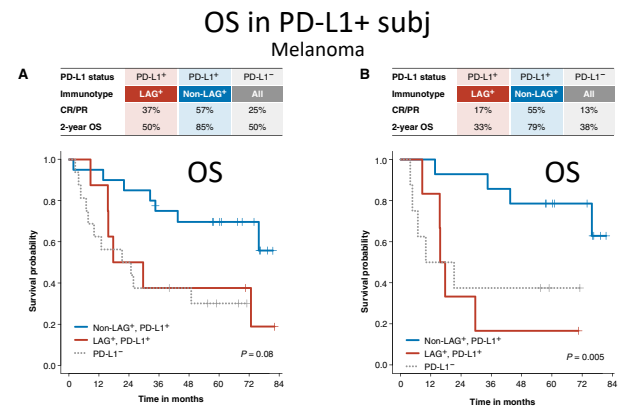 OS in PD-L1+ subj
Melanoma
A
PD-L1 status PD-L1⁺ PD-L1⁺ PD-L1⁻
Immunotype LAG⁺ Non-LAG⁺ All
CR/PR 37% 57% 25%
2-year OS 50% 85% 50%
OS
Survival probability
1.0
0.8
0.6
0.4
0.2
0.0
Non-LAG⁺, PD-L1⁺
LAG⁺, PD-L1⁺
PD-L1⁻
P = 0.08
0 12 24 36 48 60 72 84
Time in months
B
PD-L1 status PD-L1⁺ PD-L1⁺ PD-L1⁻
Immunotype LAG⁺ Non-LAG⁺ All
CR/PR 17% 55% 13%
2-year OS 33% 79% 38%
OS
Survival probability
1.0
0.8
0.6
0.4
0.2
0.0
Non-LAG⁺, PD-L1⁺
LAG⁺, PD-L1⁺
PD-L1⁻
P = 0.005
0 12 24 36 48 60 72 84
Time in months